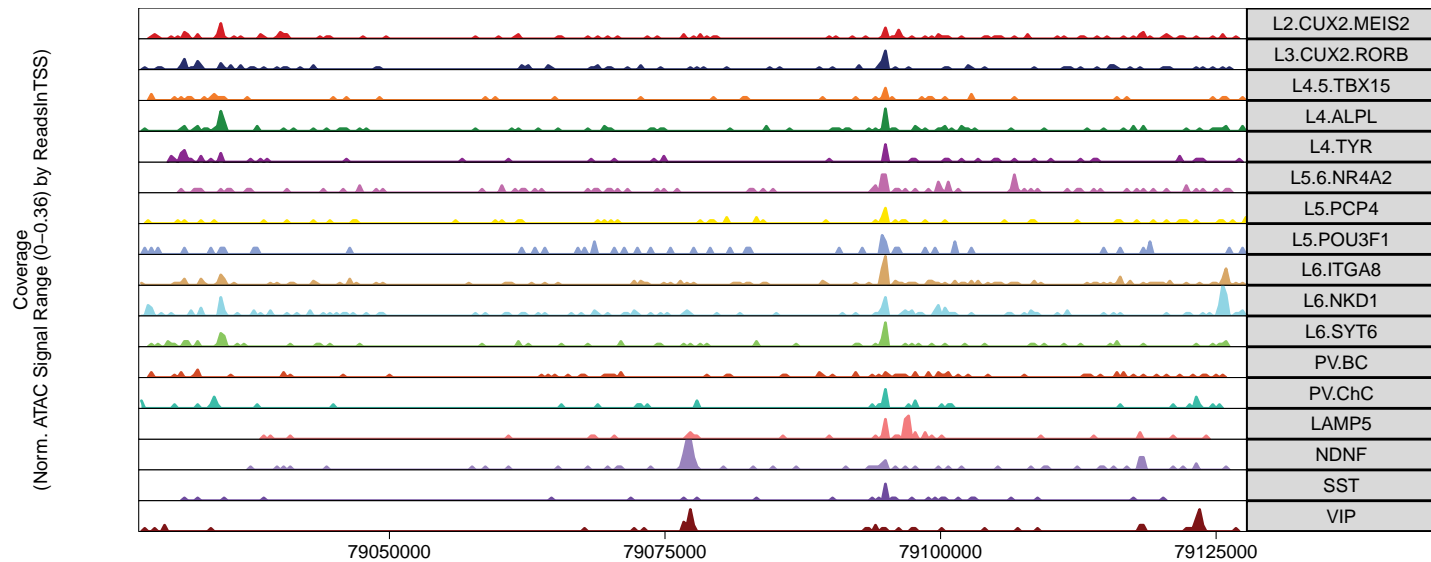 Coverage
(Norm. ATAC Signal Range (0−0.36) by ReadsInTSS)
L2.CUX2.MEIS2
L3.CUX2.RORB
L4.5.TBX15
L4.ALPL
L4.TYR
L5.6.NR4A2
L5.PCP4
L5.POU3F1
L6.ITGA8
L6.NKD1
L6.SYT6
PV.BC
PV.ChC
LAMP5
NDNF
SST
VIP
79050000 79075000 79100000 79125000